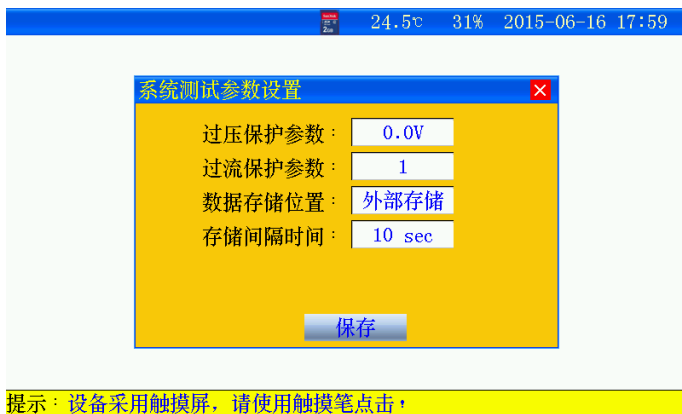 24.5℃ 31% 2015-06-16 17:59
系统测试参数设置
过压保护参数： 0.0V
过流保护参数： 1
数据存储位置： 外部存储
存储间隔时间： 10 sec
保存
提示：设备采用触摸屏，请使用触摸笔点击！